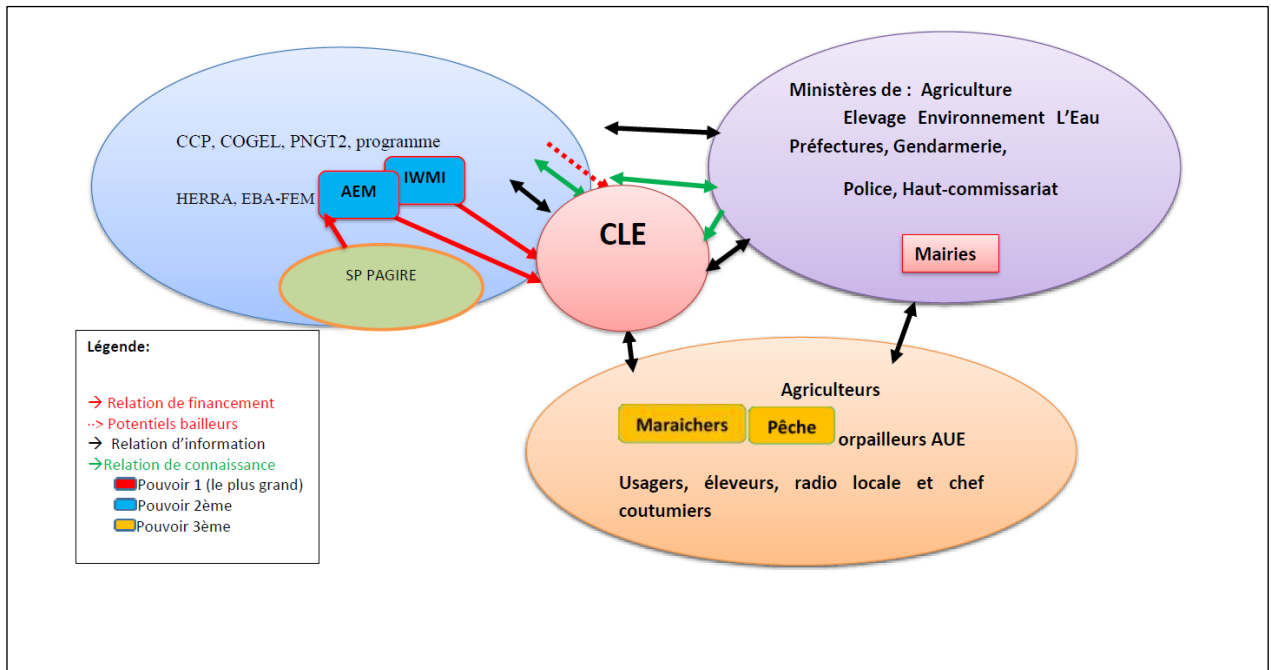 CCP, COGEL, PNGT2, programme
IWMI
AEM
HERRA, EBA-FEM
SP PAGIRE
CLE
Ministères de : Agriculture
Elevage Environnement L’Eau
Préfectures, Gendarmerie,
Police, Haut-commissariat
Mairies
Agriculteurs
Maraichers
Pêche
orpailleurs AUE
Usagers, éleveurs, radio locale et chef
coutumiers
Légende:
→ Relation de financement
--> Potentiels bailleurs
→ Relation d’information
→Relation de connaissance
Pouvoir 1 (le plus grand)
Pouvoir 2ème
Pouvoir 3ème